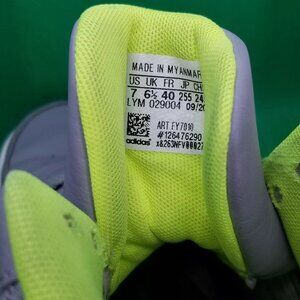 MADE IN MYANMAR
US UK FR JP CH
7 6½ 40 255 24
LYM 029004 09/20
ART FY7010
#126476290
adidas